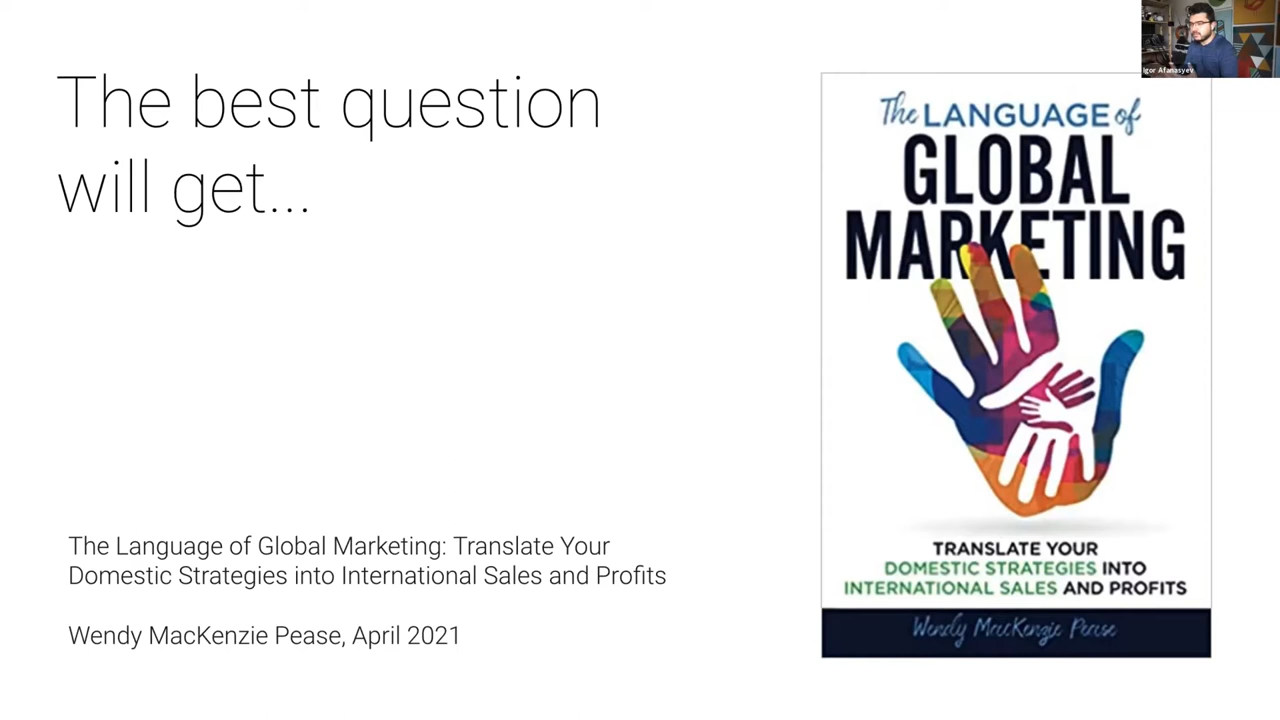 The best question
will get...
The Language of Global Marketing: Translate Your
Domestic Strategies into International Sales and Profits
Wendy MacKenzie Pease, April 2021
Igor Afanasyev
The LANGUAGE of
GLOBAL
MARKETING
TRANSLATE YOUR
DOMESTIC STRATEGIES INTO
INTERNATIONAL SALES AND PROFITS
Wendy MacKenzie Pease